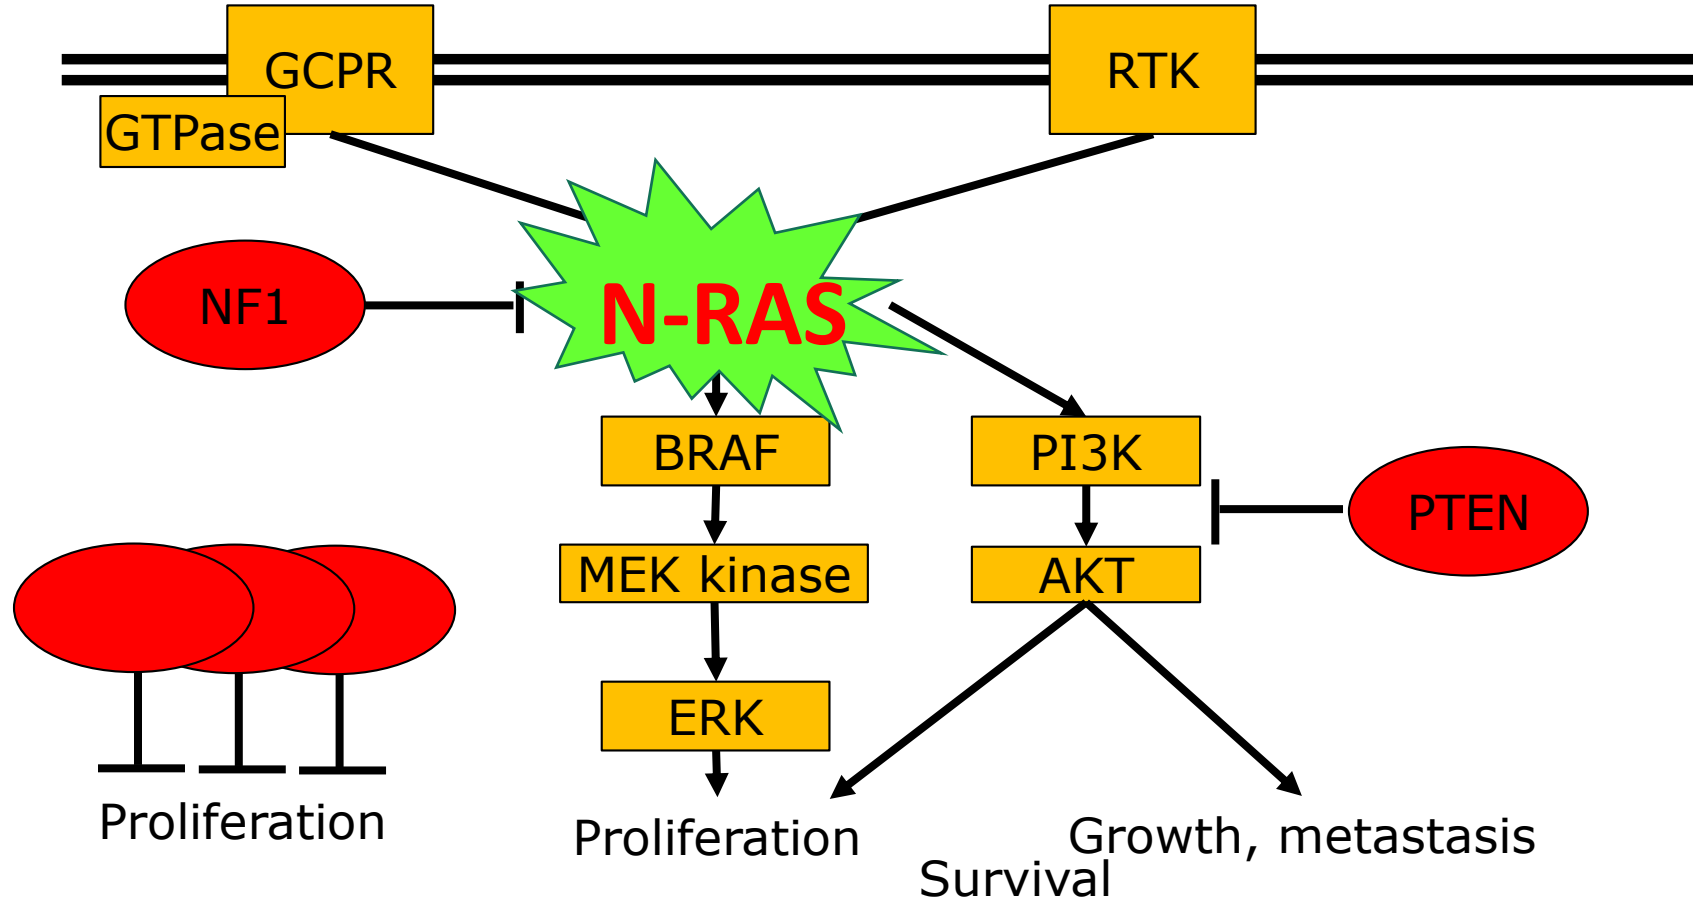 GCPR
RTK
GTPase
NF1
N-RAS
BRAF
PI3K
PTEN
MEK kinase
AKT
ERK
Proliferation
Proliferation
Growth, metastasis
Survival